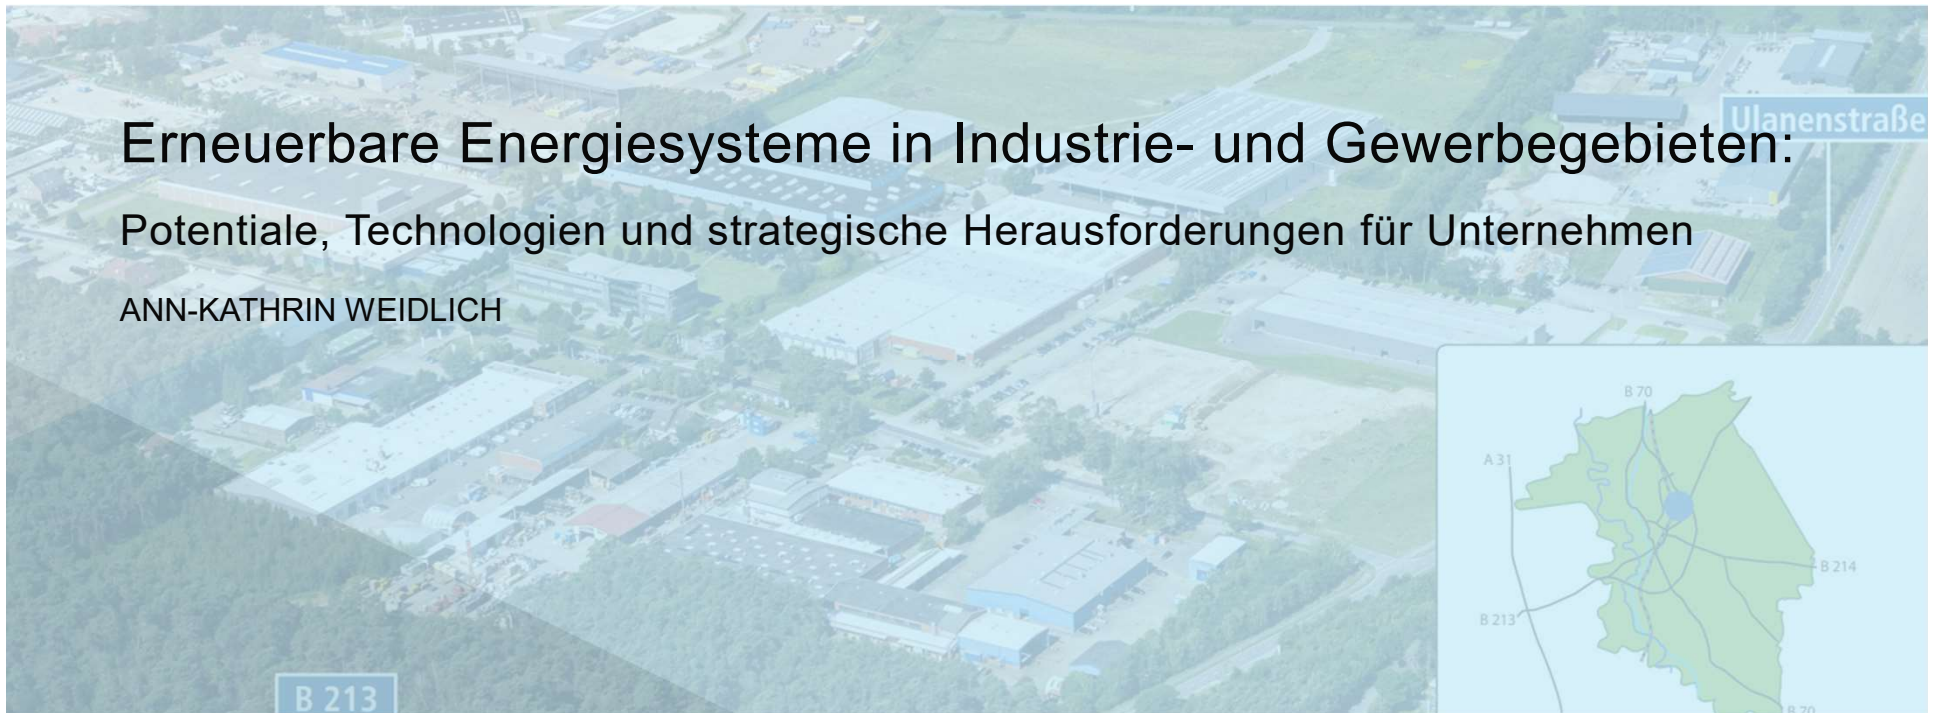 Erneuerbare Energiesysteme in Industrie- und Gewerbegebieten:
Ulanenstraße
Potentiale, Technologien und strategische Herausforderungen für Unternehmen
ANN-KATHRIN WEIDLICH
B 70
A 31
B 214
B 213
B 213
B 70